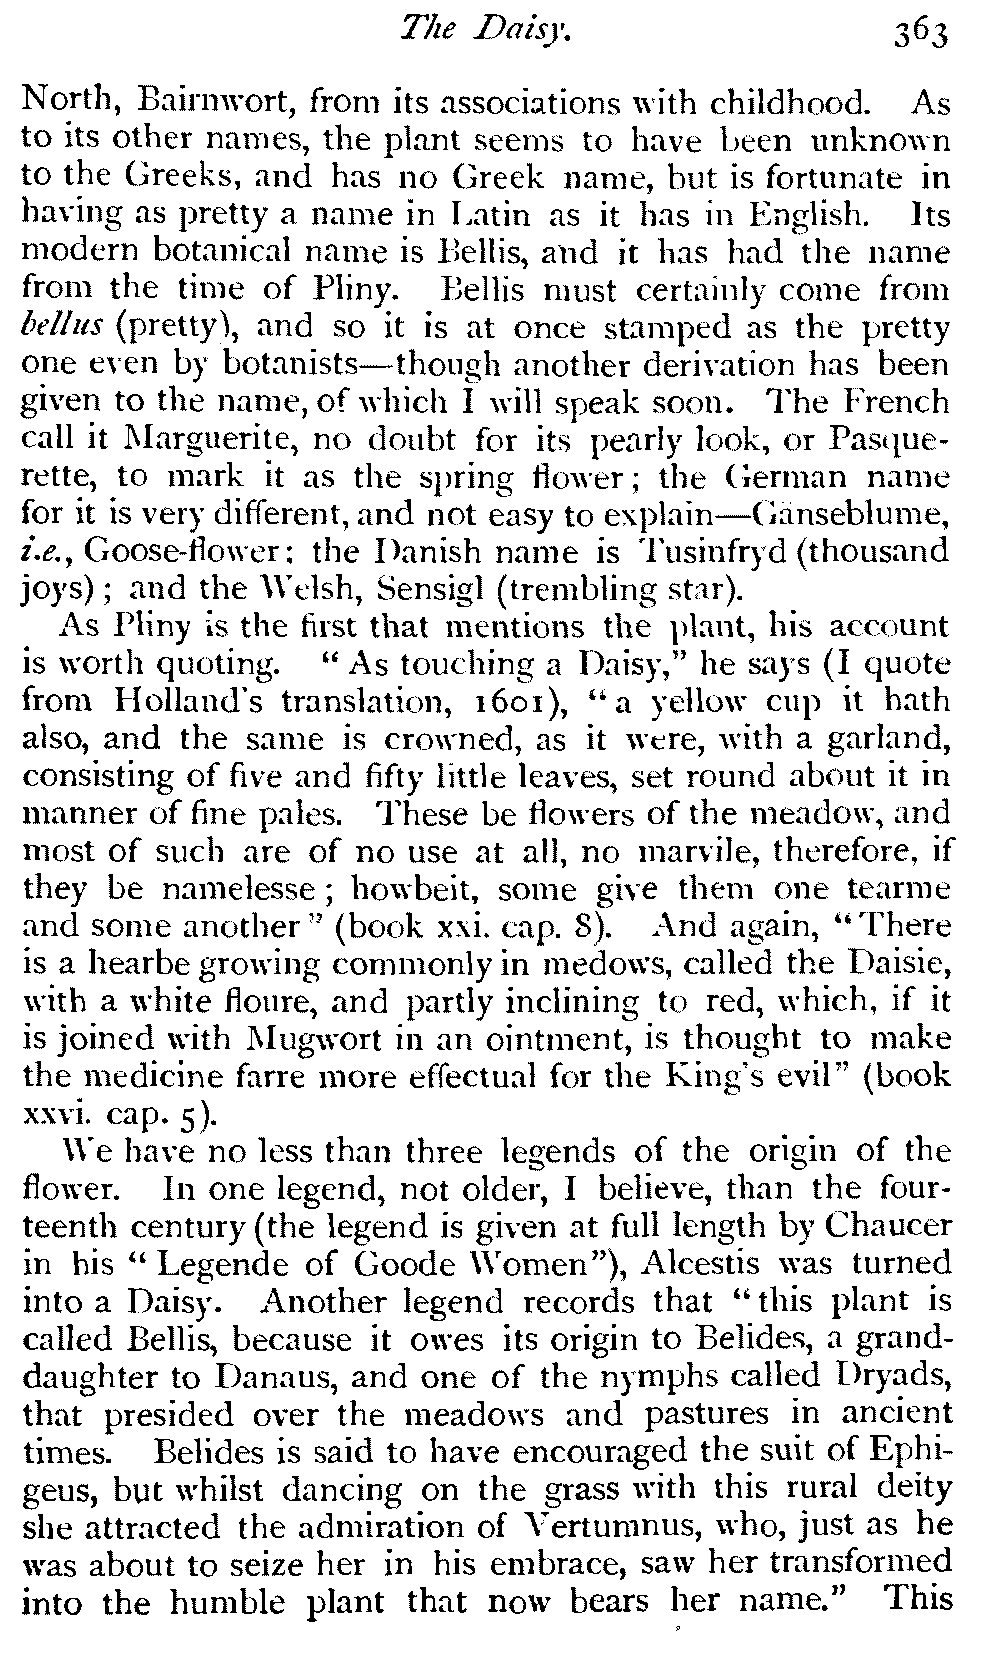 The Daisy. 363
North, Bairnwort, from its associations with childhood. As
to its other names, the plant seems to have been unknown
to the Greeks, and has no Greek name, but is fortunate in
having as pretty a name in Latin as it has in English. Its
modern botanical name is Bellis, and it has had the name
from the time of Pliny. Bellis must certainly come from
bellus (pretty), and so it is at once stamped as the pretty
one even by botanists—though another derivation has been
given to the name, of which I will speak soon. The French
call it Marguerite, no doubt for its pearly look, or Pasque-
rette, to mark it as the spring flower; the German name
for it is very different, and not easy to explain—Gänseblume,
i.e., Goose-flower; the Danish name is Tusinfryd (thousand
joys); and the Welsh, Sensigl (trembling star).
As Pliny is the first that mentions the plant, his account
is worth quoting. "As touching a Daisy," he says (I quote
from Holland's translation, 1601), "a yellow cup it hath
also, and the same is crowned, as it were, with a garland,
consisting of five and fifty little leaves, set round about it in
manner of fine pales. These be flowers of the meadow, and
most of such are of no use at all, no marvile, therefore, if
they be namelesse; howbeit, some give them one tearme
and some another" (book xxi. cap. 8). And again, "There
is a hearbe growing commonly in medows, called the Daisie,
with a white floure, and partly inclining to red, which, if it
is joined with Mugwort in an ointment, is thought to make
the medicine farre more effectual for the King's evil" (book
xxvi. cap. 5).
We have no less than three legends of the origin of the
flower. In one legend, not older, I believe, than the four-
teenth century (the legend is given at full length by Chaucer
in his "Legende of Goode Women"), Alcestis was turned
into a Daisy. Another legend records that "this plant is
called Bellis, because it owes its origin to Belides, a grand-
daughter to Danaus, and one of the nymphs called Dryads,
that presided over the meadows and pastures in ancient
times. Belides is said to have encouraged the suit of Ephi-
geus, but whilst dancing on the grass with this rural deity
she attracted the admiration of Vertumnus, who, just as he
was about to seize her in his embrace, saw her transformed
into the humble plant that now bears her name." This